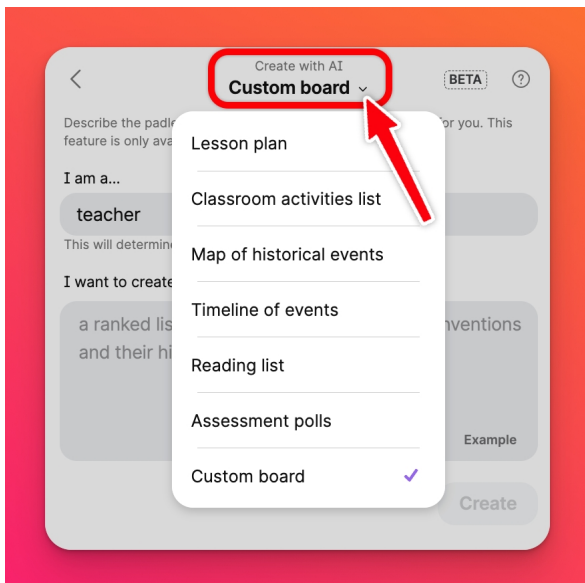 Create with AI
Custom board
BETA
?
Describe the padle
or you. This
feature is only ava
I am a...
teacher
This will determin
I want to create
a ranked lis
nventions
and their hi
Example
Create
Lesson plan
Classroom activities list
Map of historical events
Timeline of events
Reading list
Assessment polls
Custom board